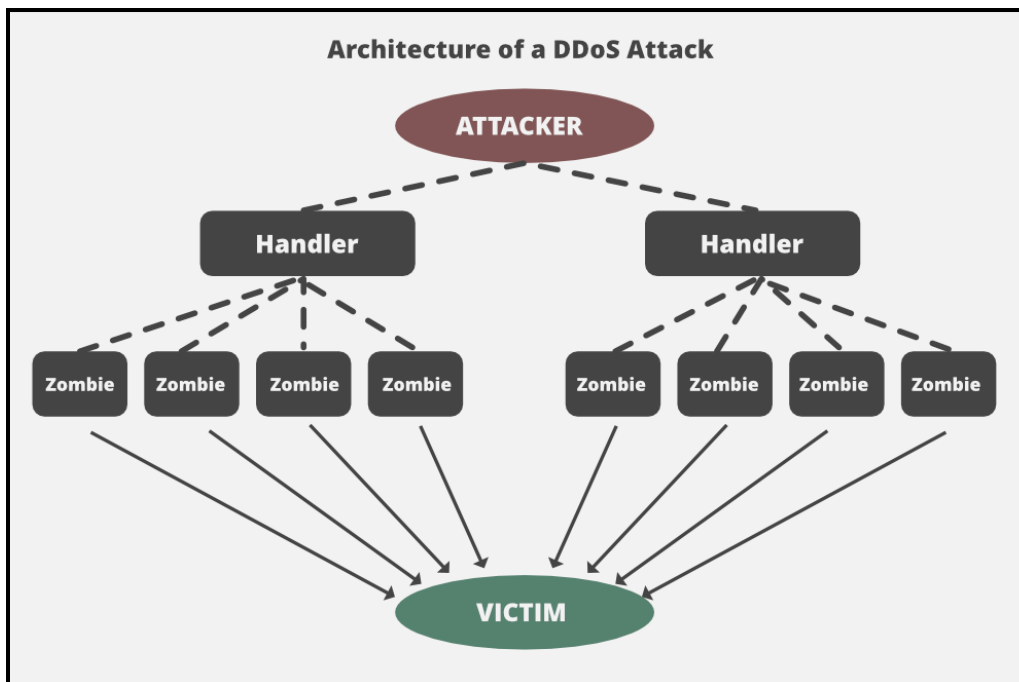 Architecture of a DDoS Attack
ATTACKER
Handler
Handler
Zombie
Zombie
Zombie
Zombie
Zombie
Zombie
Zombie
Zombie
VICTIM